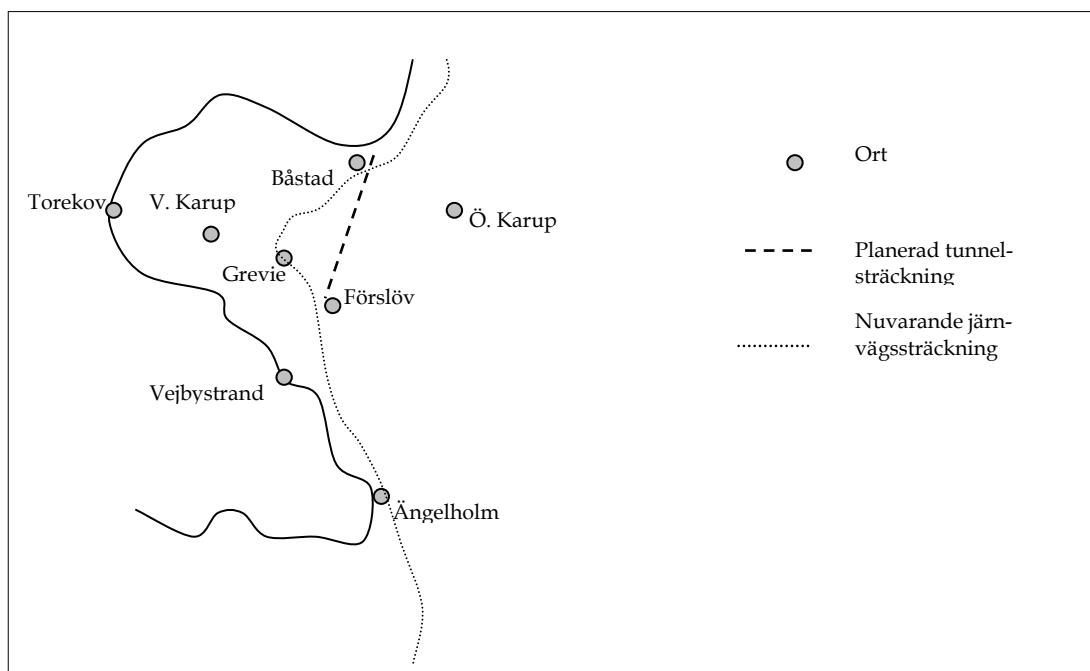 Båstad
Torekov
V. Karup
Ö. Karup
Grevie
Förslöv
Vejbystrand
Ängelholm
Ort
Planerad tunnel-
sträckning
Nuvarande järn-
vägssträckning